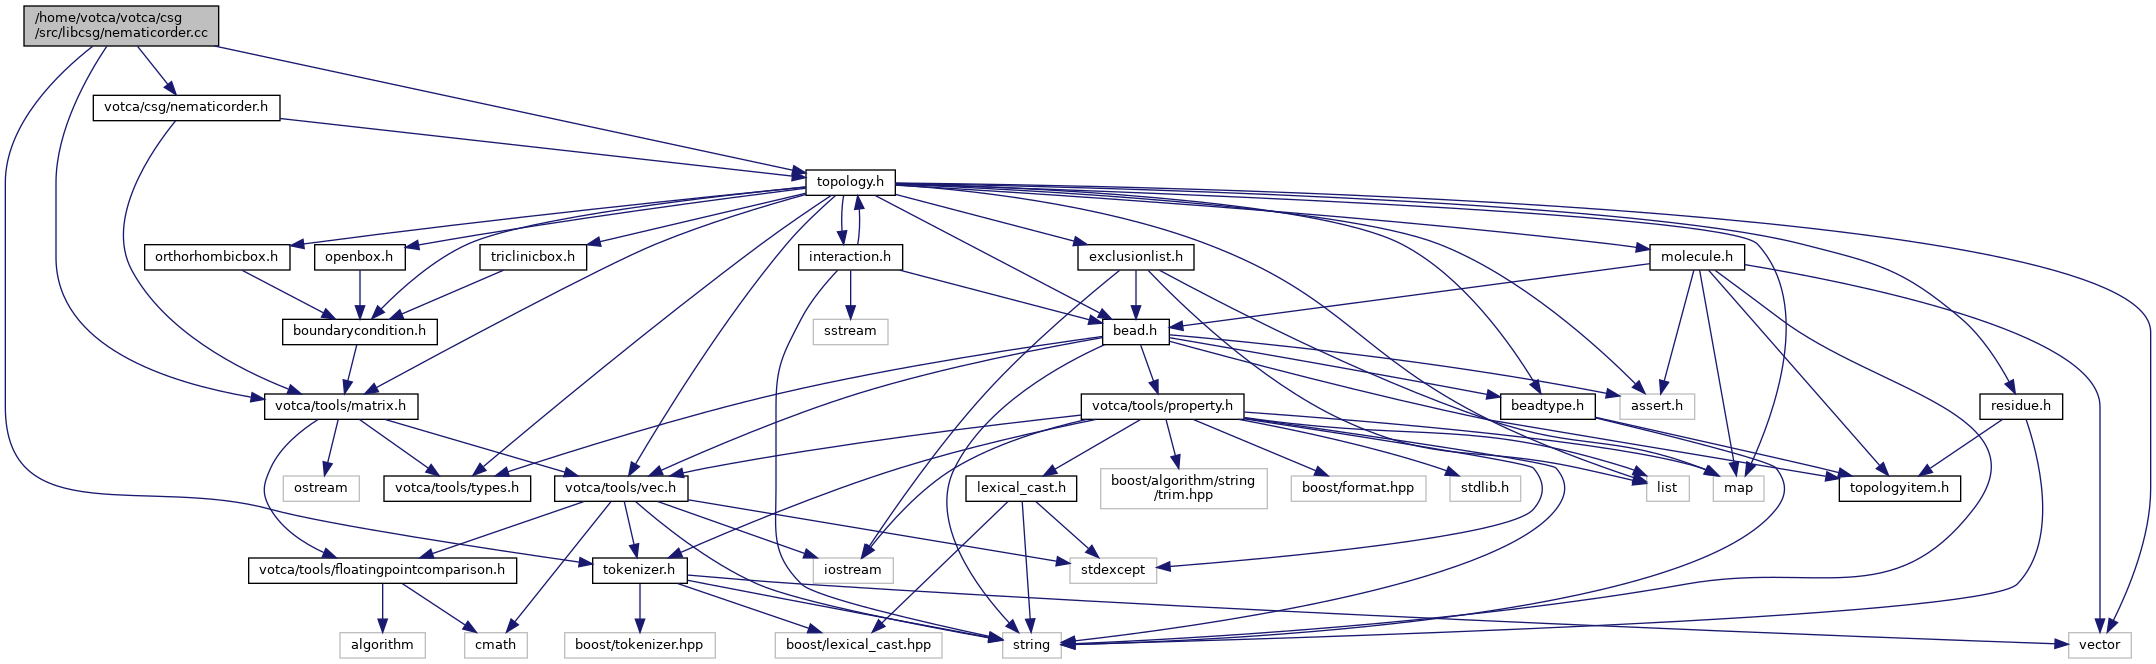 /home/votca/votca/csg
/src/libcsg/nematicorder.cc
votca/csg/nematicorder.h
topology.h
orthorhombicbox.h
openbox.h
triclinicbox.h
interaction.h
exclusionlist.h
molecule.h
boundarycondition.h
sstream
bead.h
votca/tools/matrix.h
votca/tools/property.h
beadtype.h
assert.h
residue.h
ostream
votca/tools/types.h
votca/tools/vec.h
lexical_cast.h
boost/algorithm/string
/trim.hpp
boost/format.hpp
stdlib.h
list
map
topologyitem.h
votca/tools/floatingpointcomparison.h
tokenizer.h
iostream
stdexcept
algorithm
cmath
boost/tokenizer.hpp
boost/lexical_cast.hpp
string
vector